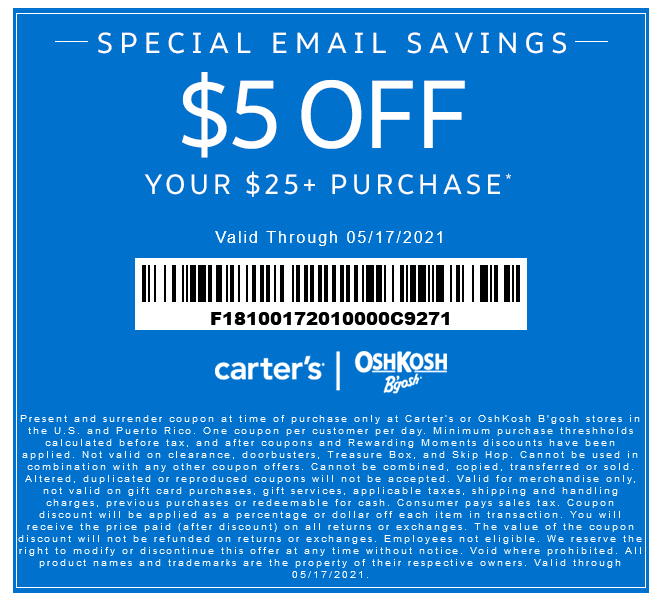 SPECIAL EMAIL SAVINGS
$5 OFF
YOUR $25+ PURCHASE*
Valid Through 05/17/2021
F18100172010000C9271
carter's | OSHKOSH
B'gosh
Present and surrender coupon at time of purchase only at Carter's or OshKosh B'gosh stores in
the U.S. and Puerto Rico. One coupon per customer per day. Minimum purchase threshholds
calculated before tax, and after coupons and Rewarding Moments discounts have been
applied. Not valid on clearance, doorbusters, Treasure Box, and Skip Hop. Cannot be used in
combination with any other coupon offers. Cannot be combined, copied, transferred or sold.
Altered, duplicated or reproduced coupons will not be accepted. Valid for merchandise only,
not valid on gift card purchases, gift services, applicable taxes, shipping and handling
charges, previous purchases or redeemable for cash. Consumer pays sales tax. Coupon
discount will be applied as a percentage or dollar off each item in transaction. You will
receive the price paid (after discount) on all returns or exchanges. The value of the coupon
discount will not be refunded on returns or exchanges. Employees not eligible. We reserve the
right to modify or discontinue this offer at any time without notice. Void where prohibited. All
product names and trademarks are the property of their respective owners. Valid through
05/17/2021.